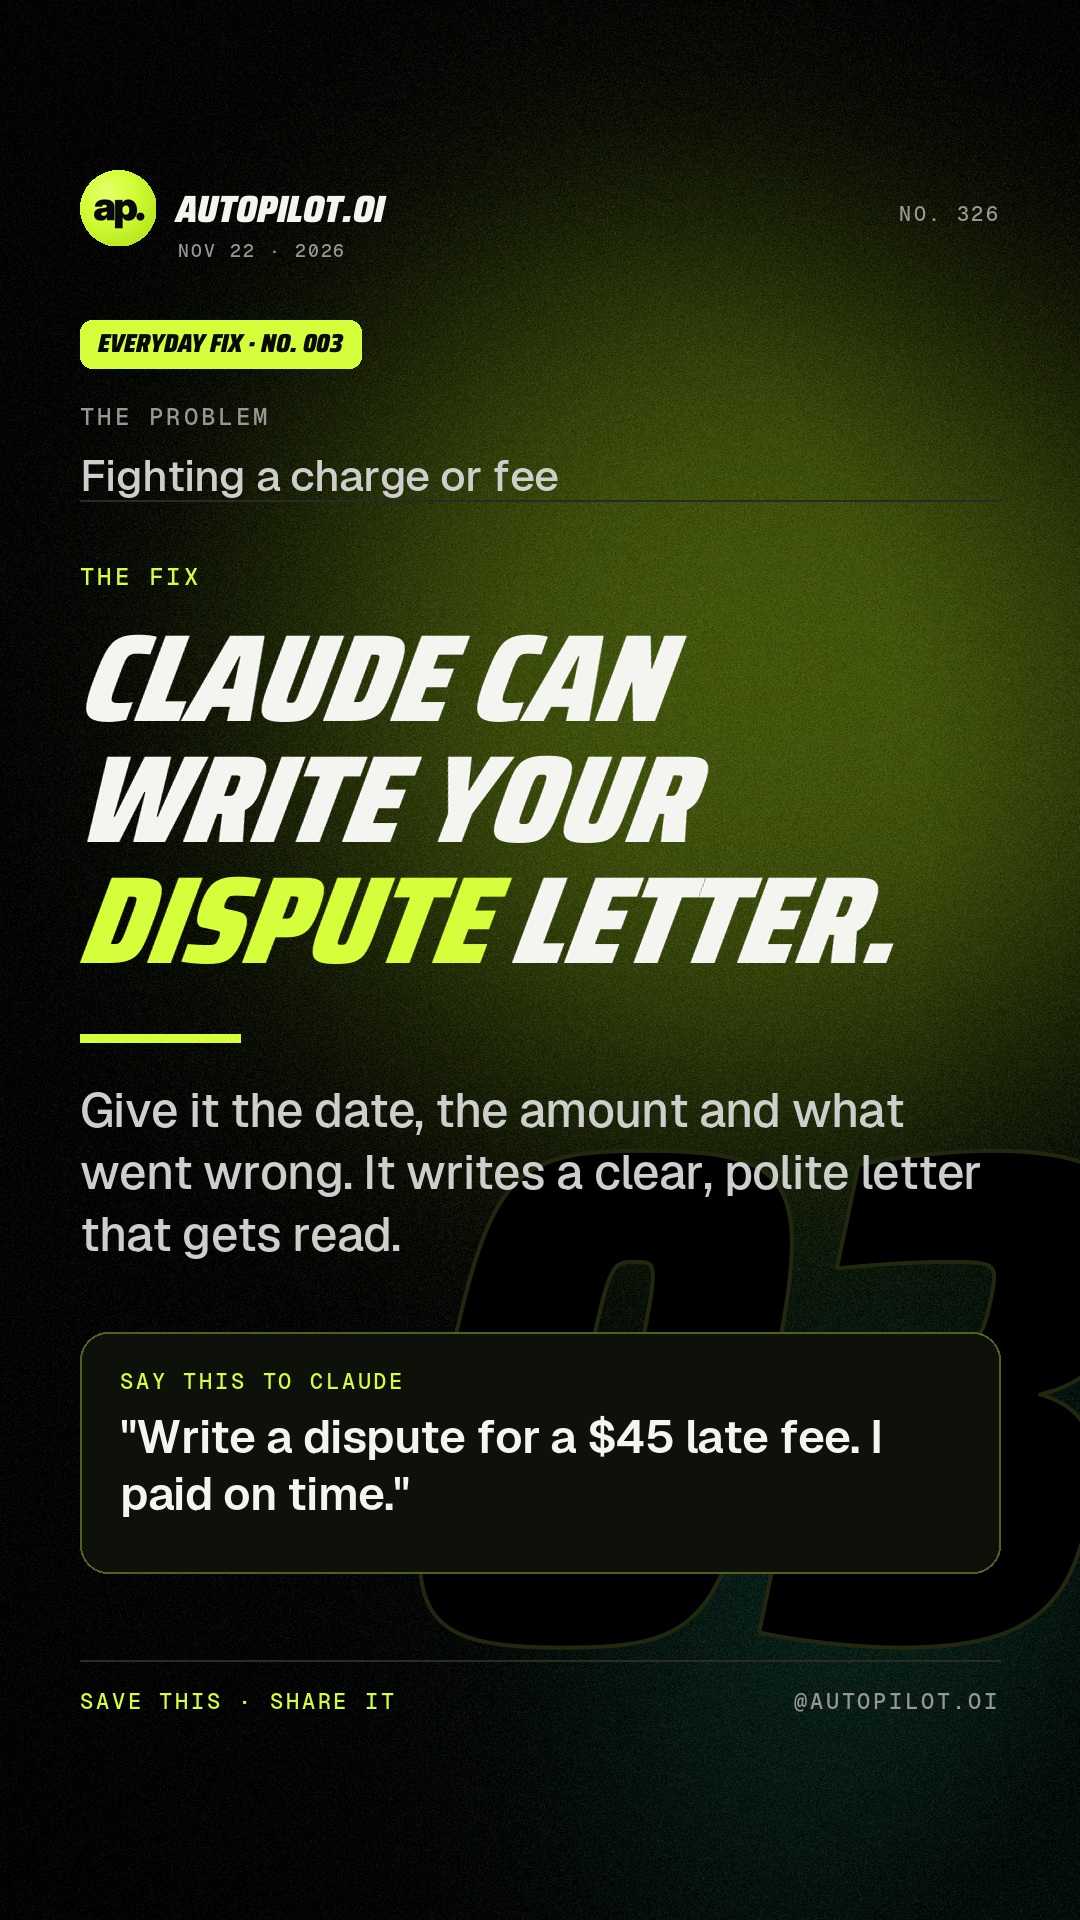 ap.
AUTOPILOT.OI
NO. 326
NOV 22 · 2026
EVERYDAY FIX · NO. 003
THE PROBLEM
Fighting a charge or fee
THE FIX
CLAUDE CAN
WRITE YOUR
DISPUTE LETTER.
Give it the date, the amount and what
went wrong. It writes a clear, polite letter
that gets read.
03
SAY THIS TO CLAUDE
"Write a dispute for a $45 late fee. I
paid on time."
SAVE THIS · SHARE IT
@AUTOPILOT.OI